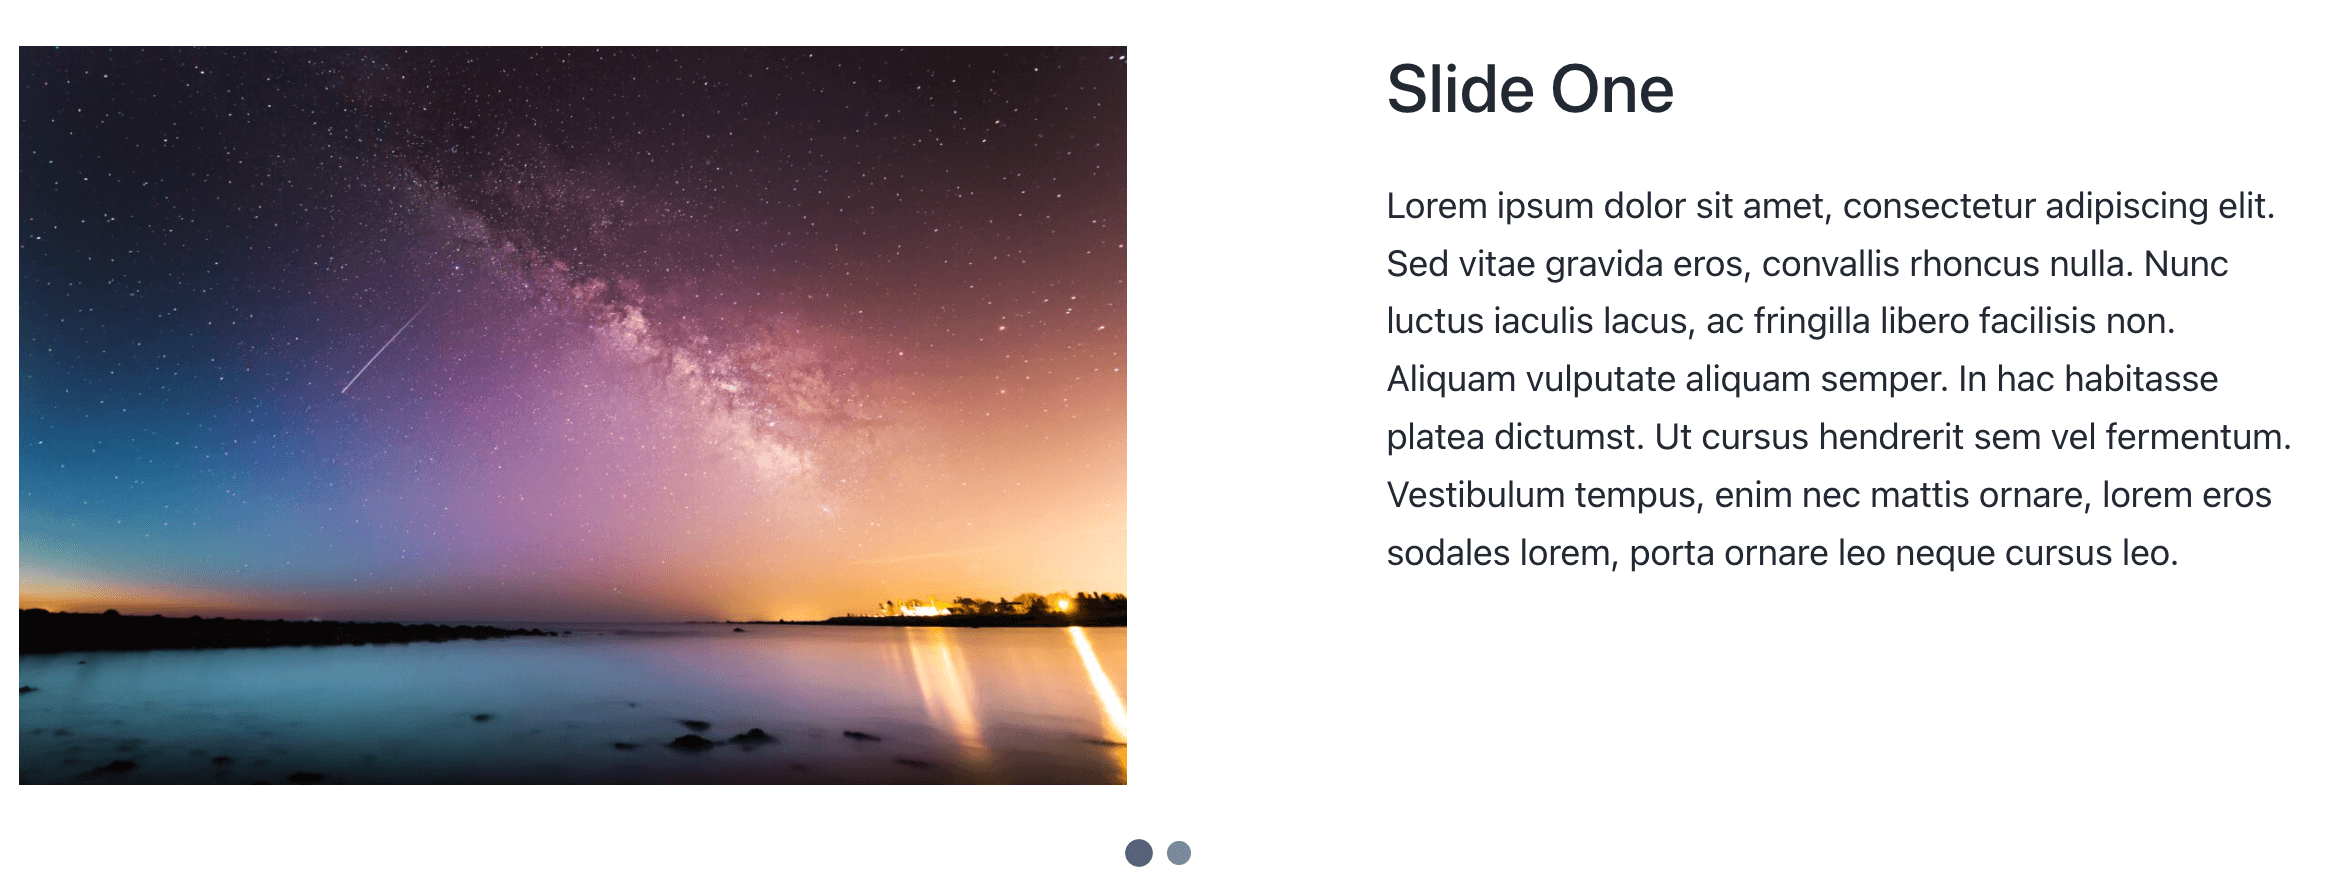 Slide One
Lorem ipsum dolor sit amet, consectetur adipiscing elit.
Sed vitae gravida eros, convallis rhoncus nulla. Nunc
luctus iaculis lacus, ac fringilla libero facilisis non.
Aliquam vulputate aliquam semper. In hac habitasse
platea dictumst. Ut cursus hendrerit sem vel fermentum.
Vestibulum tempus, enim nec mattis ornare, lorem eros
sodales lorem, porta ornare leo neque cursus leo.